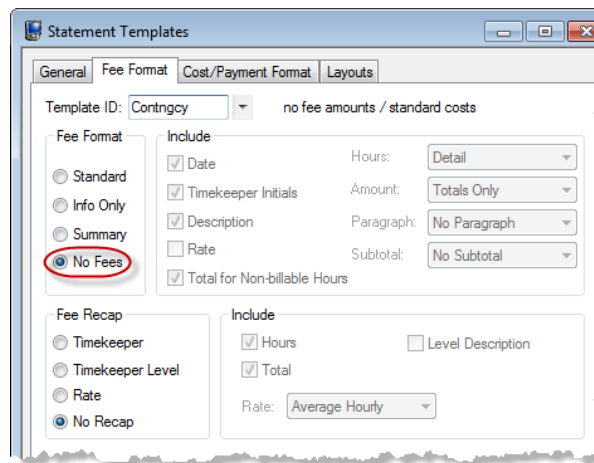 Statement Templates
General Fee Format Cost/Payment Format Layouts
Template ID: Contngcy no fee amounts / standard costs
Fee Format
Standard
Info Only
Summary
No Fees
Include
Date
Timekeeper Initials
Description
Rate
Total for Non-billable Hours
Hours: Detail
Amount: Totals Only
Paragraph: No Paragraph
Subtotal: No Subtotal
Fee Recap
Timekeeper
Timekeeper Level
Rate
No Recap
Include
Hours
Level Description
Total
Rate: Average Hourly